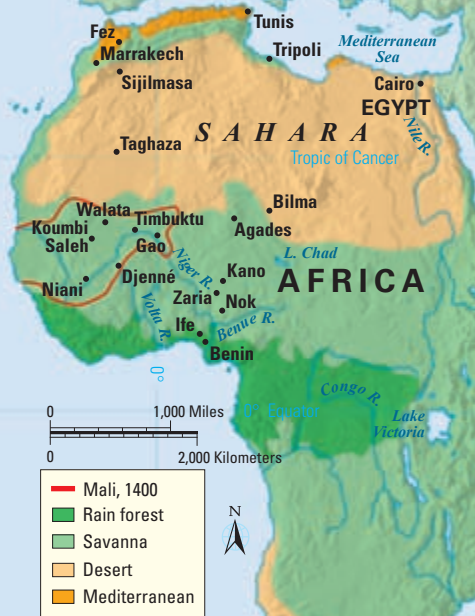 Tunis
Fez
Mediterranean
Sea
Marrakech
Tripoli
Sijilmasa
Cairo
EGYPT
SAHARA
Nile R.
Taghaza
Tropic of Cancer
Bilma
Walata
Timbuktu
Agades
Koumbi
Saleh
Gao
L. Chad
Niger R.
Kano
AFRICA
Niani
Djenné
Zaria
Nok
Volta R.
Ife
Benue R.
Benin
0°
Congo R.
0° Equator
Lake
Victoria
0 1,000 Miles
0 2,000 Kilometers
N
Mali, 1400
Rain forest
Savanna
Desert
Mediterranean